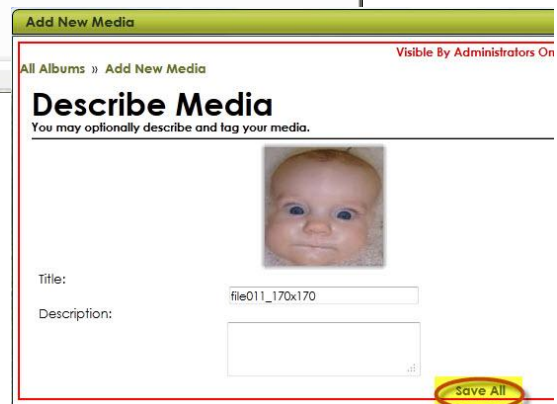 Add New Media
Visible By Administrators On
All Albums » Add New Media
Describe Media
You may optionally describe and tag your media.
Title:
file011_170x170
Description:
Save All